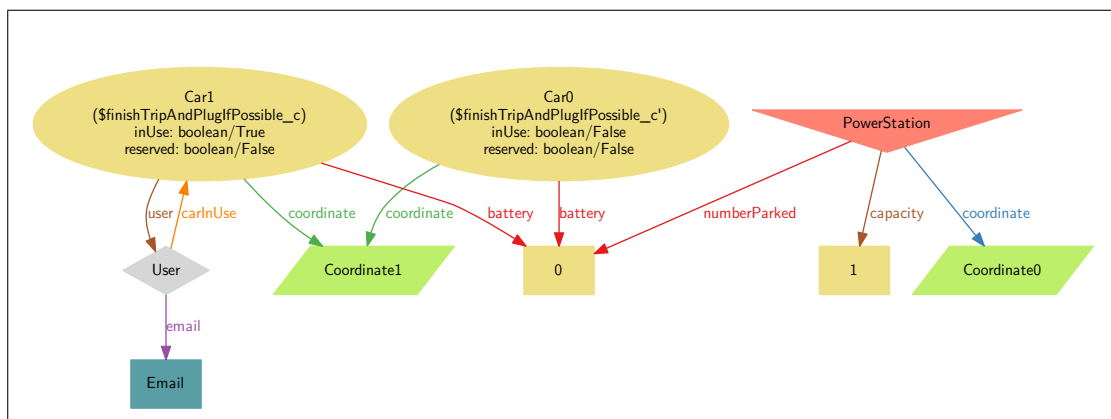 Car1
($finishTripAndPlugIfPossible_c)
inUse: boolean/True
reserved: boolean/False
Car0
($finishTripAndPlugIfPossible_c')
inUse: boolean/False
reserved: boolean/False
PowerStation
user
carInUse
coordinate
coordinate
battery
battery
numberParked
capacity
coordinate
User
Coordinate1
0
1
Coordinate0
email
Email